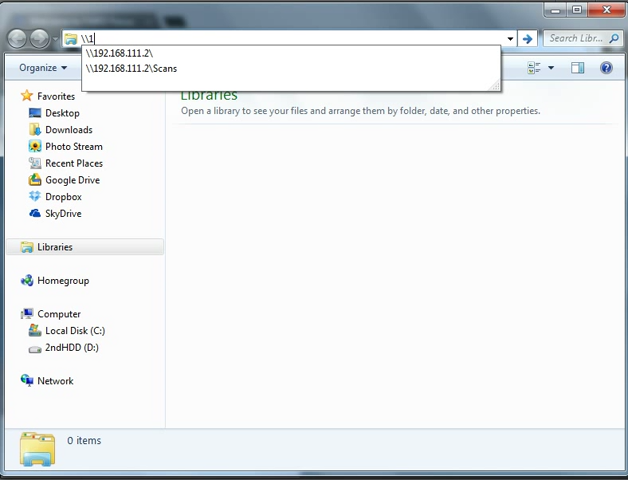 \\1
Search Libr...
\\192.168.111.2\
\\192.168.111.2\Scans
Organize
Libraries
Open a library to see your files and arrange them by folder, date, and other properties.
Favorites
Desktop
Downloads
Photo Stream
Recent Places
Google Drive
Dropbox
SkyDrive
Libraries
Homegroup
Computer
Local Disk (C:)
2ndHDD (D:)
Network
0 items